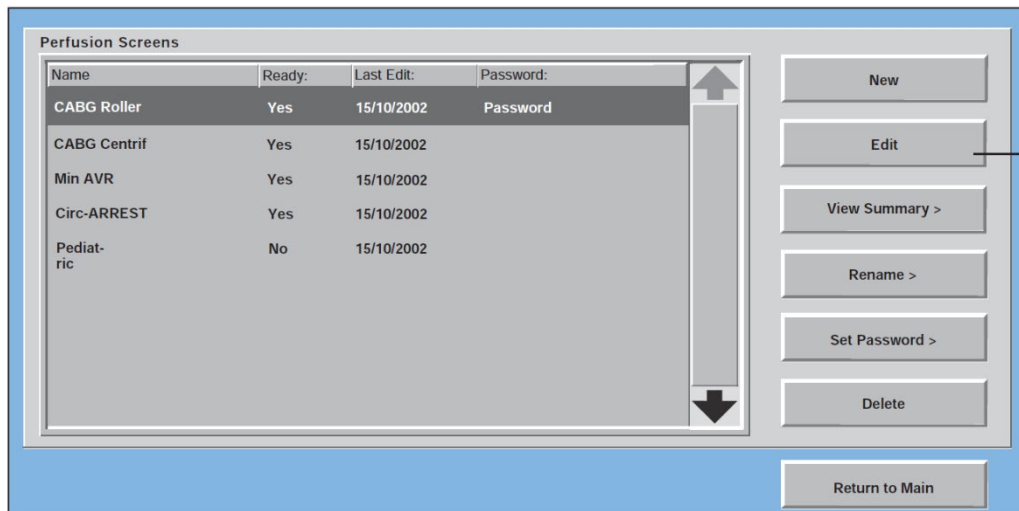 Perfusion Screens
Name Ready: Last Edit: Password:
CABG Roller Yes 15/10/2002 Password
CABG Centrif Yes 15/10/2002
Min AVR Yes 15/10/2002
Circ-ARREST Yes 15/10/2002
Pediat- No 15/10/2002
ric
New
Edit
View Summary >
Rename >
Set Password >
Delete
Return to Main